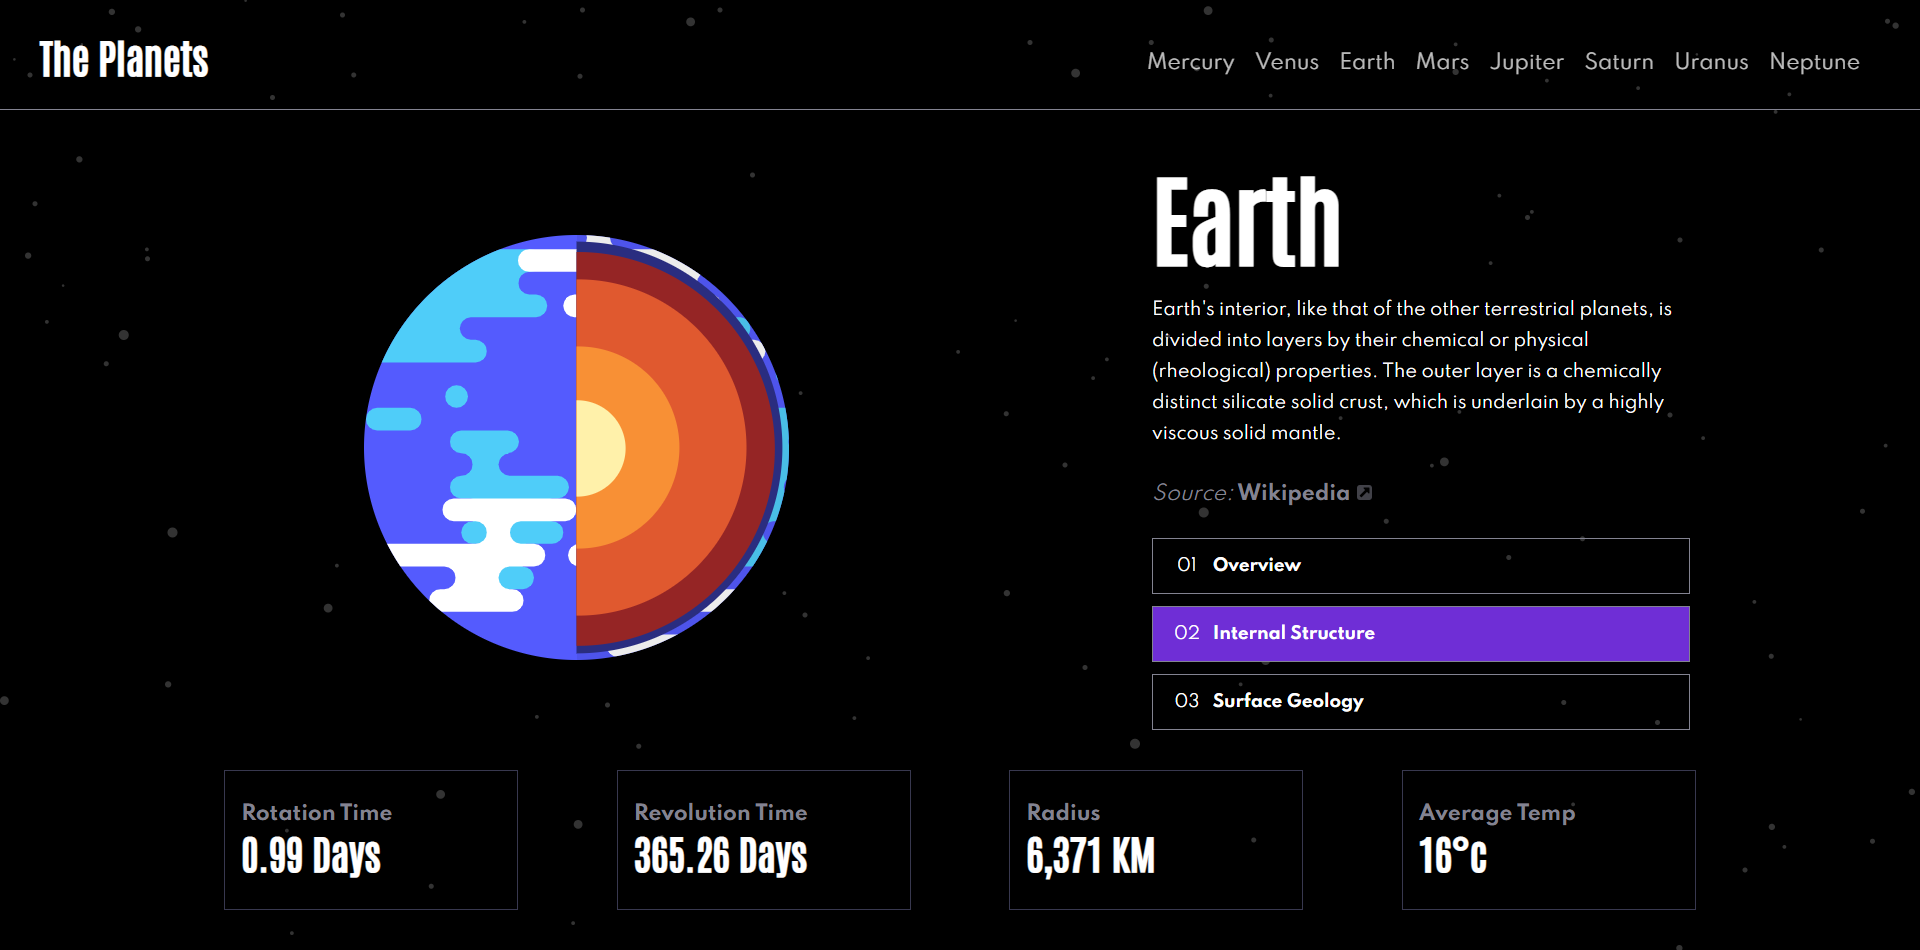 The Planets
Mercury Venus Earth Mars Jupiter Saturn Uranus Neptune
Earth
Earth's interior, like that of the other terrestrial planets, is
divided into layers by their chemical or physical
(rheological) properties. The outer layer is a chemically
distinct silicate solid crust, which is underlain by a highly
viscous solid mantle.
Source: Wikipedia
01 Overview
02 Internal Structure
03 Surface Geology
Rotation Time
0.99 Days
Revolution Time
365.26 Days
Radius
6,371 KM
Average Temp
16°c